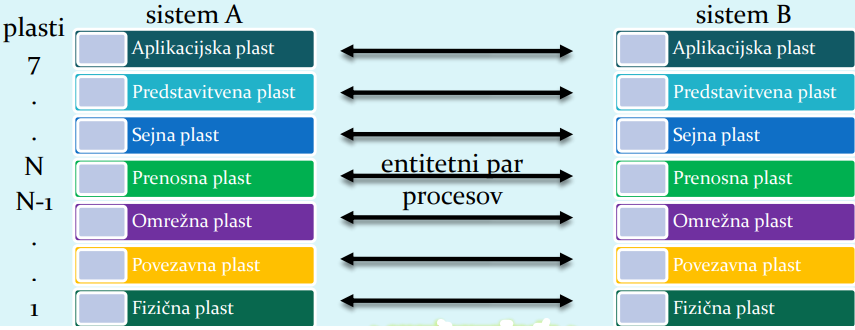 sistem A
sistem B
plasti
7
.
.
N
N-1
.
.
1
Aplikacijska plast
Predstavitvena plast
Sejna plast
Prenosna plast
Omrežna plast
Povezavna plast
Fizična plast
entitetni par
procesov
Aplikacijska plast
Predstavitvena plast
Sejna plast
Prenosna plast
Omrežna plast
Povezavna plast
Fizična plast